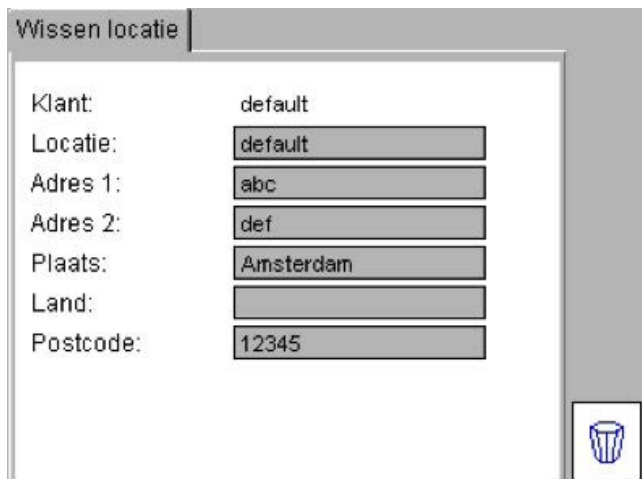 Wissen locatie
Klant: default
Locatie: default
Adres 1: abc
Adres 2: def
Plaats: Amsterdam
Land:
Postcode: 12345